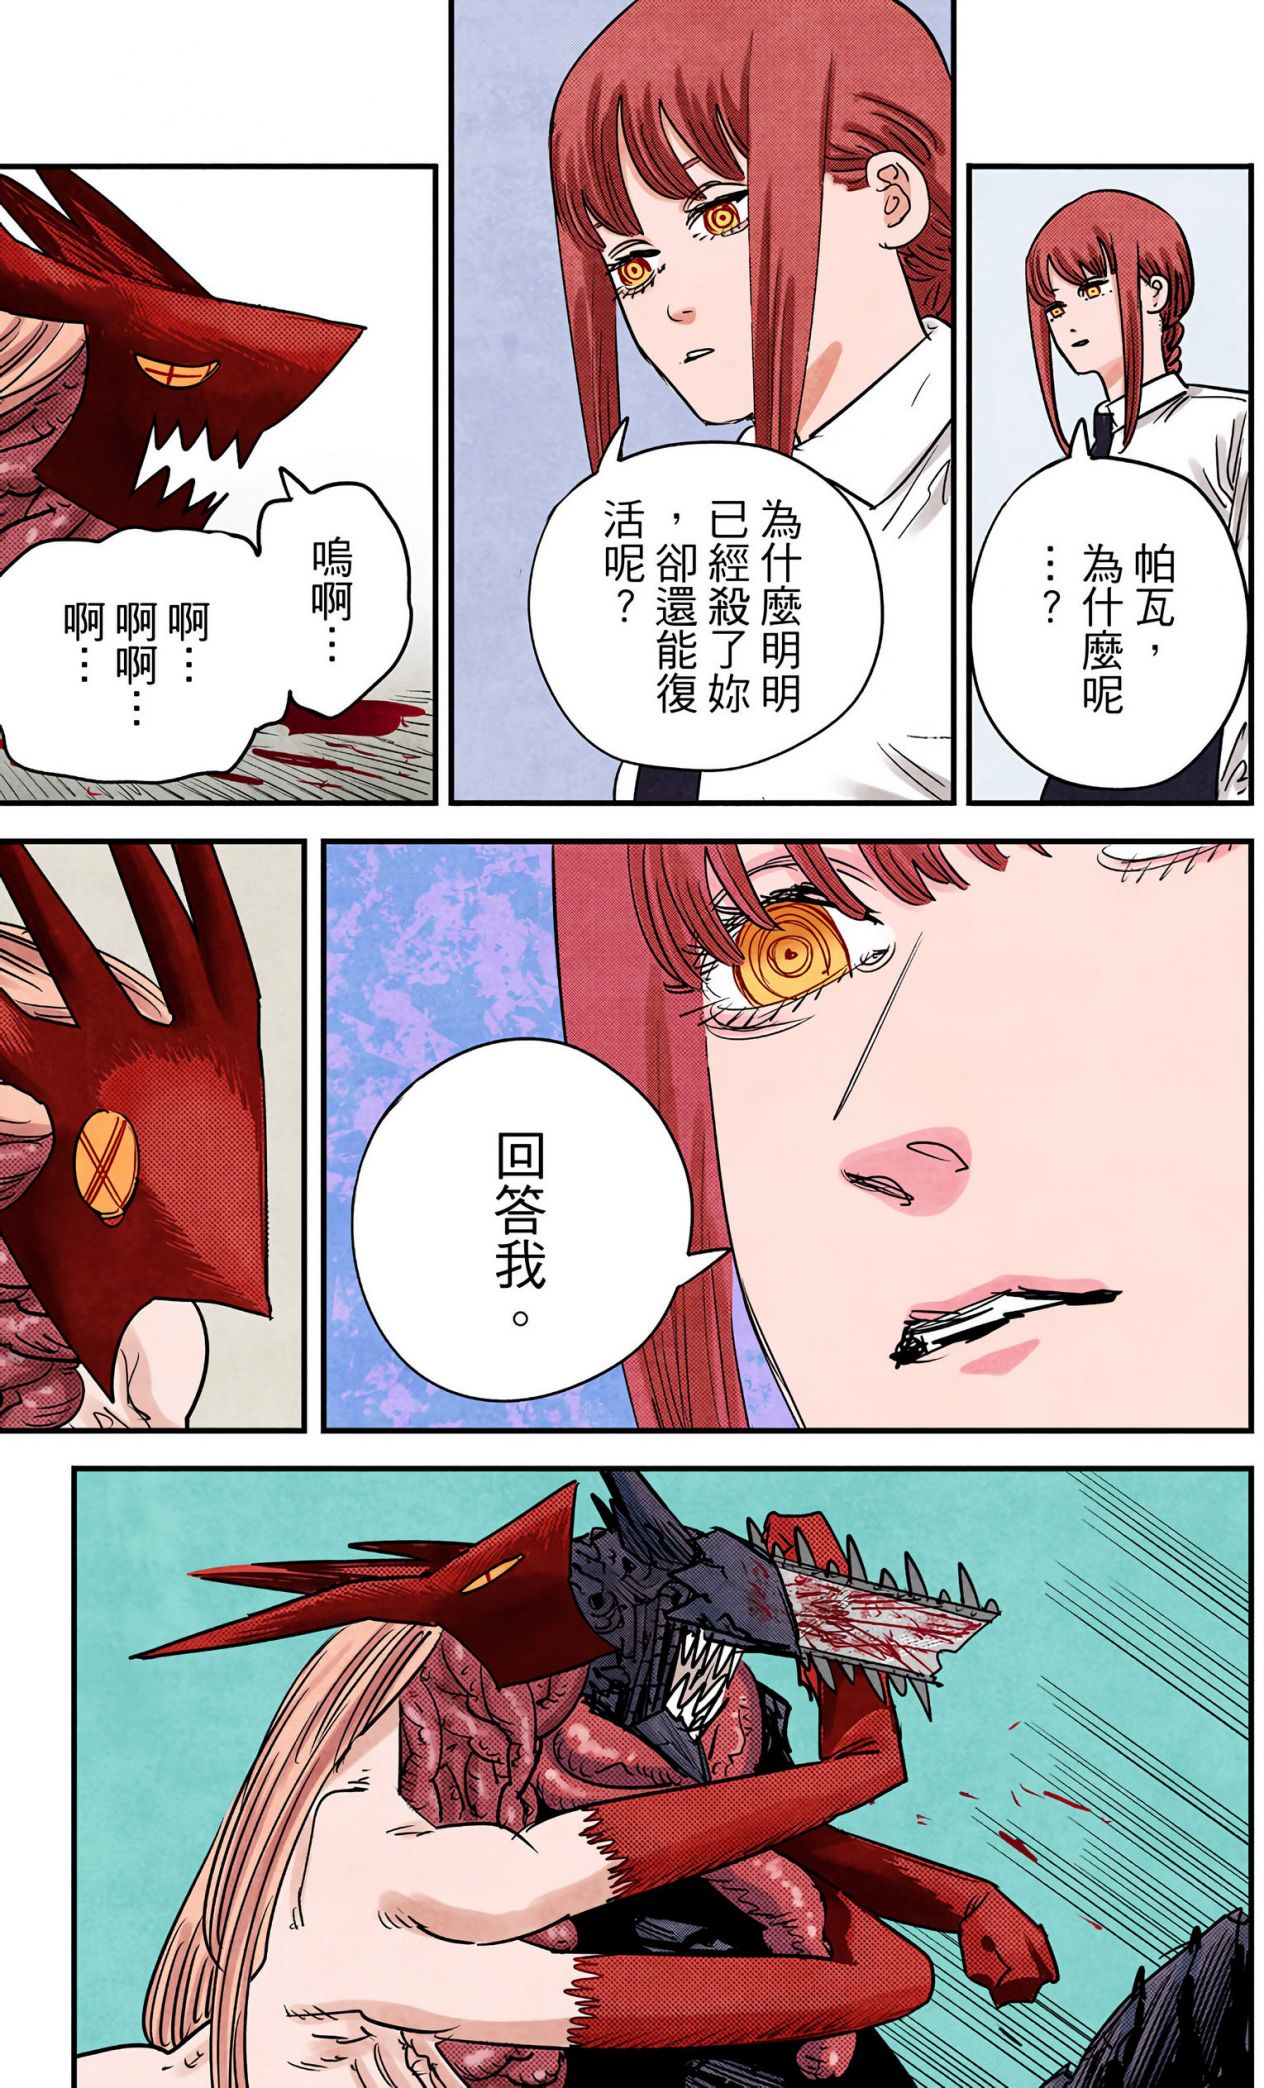 帕瓦，
為什麼呢
…？
為什麼明明
已經殺了妳
，卻還能復
活呢？
嗚啊…
啊…
啊啊…
啊…
回答我。